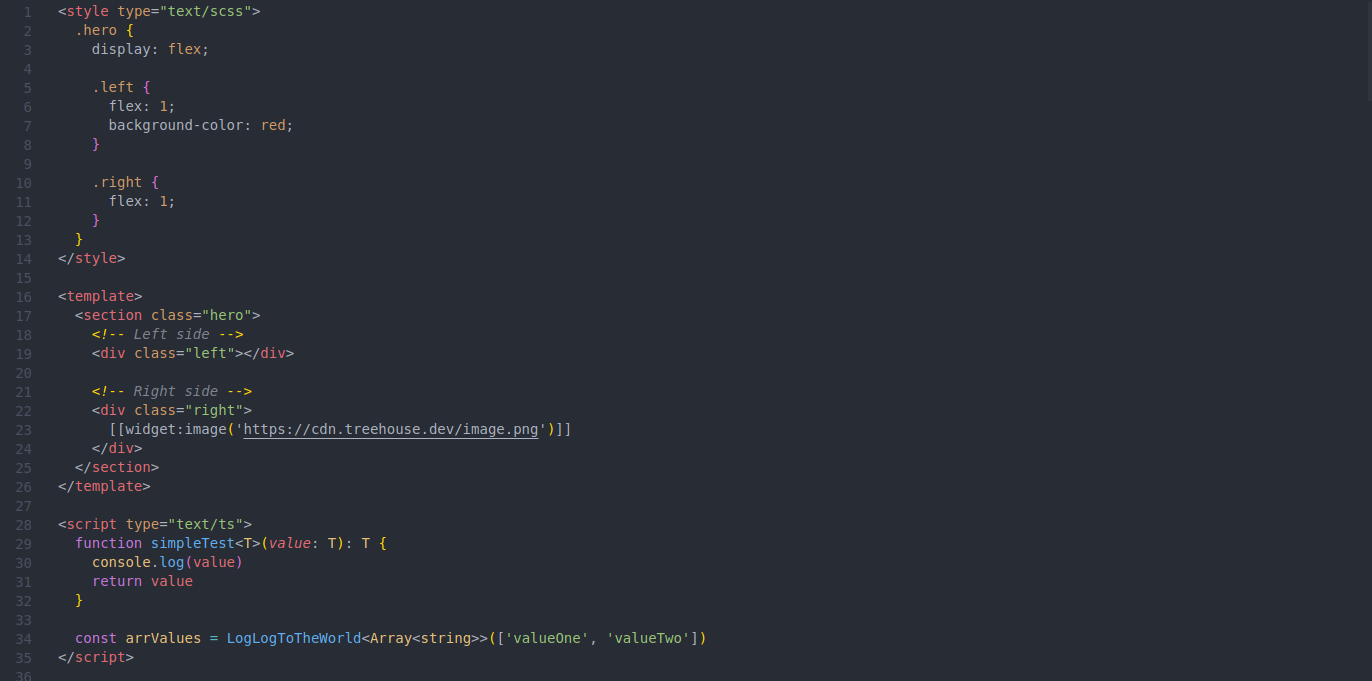 1 <style type="text/scss">
2   .hero {
3     display: flex;
4
5     .left {
6       flex: 1;
7       background-color: red;
8     }
9
10     .right {
11       flex: 1;
12     }
13   }
14 </style>
15
16 <template>
17   <section class="hero">
18     <!-- Left side -->
19     <div class="left"></div>
20
21     <!-- Right side -->
22     <div class="right">
23       [[widget:image('https://cdn.treehouse.dev/image.png')]]
24     </div>
25   </section>
26 </template>
27
28 <script type="text/ts">
29   function simpleTest<T>(value: T): T {
30     console.log(value)
31     return value
32   }
33
34   const arrValues = LogLogToTheWorld<Array<string>>(['valueOne', 'valueTwo'])
35 </script>
36